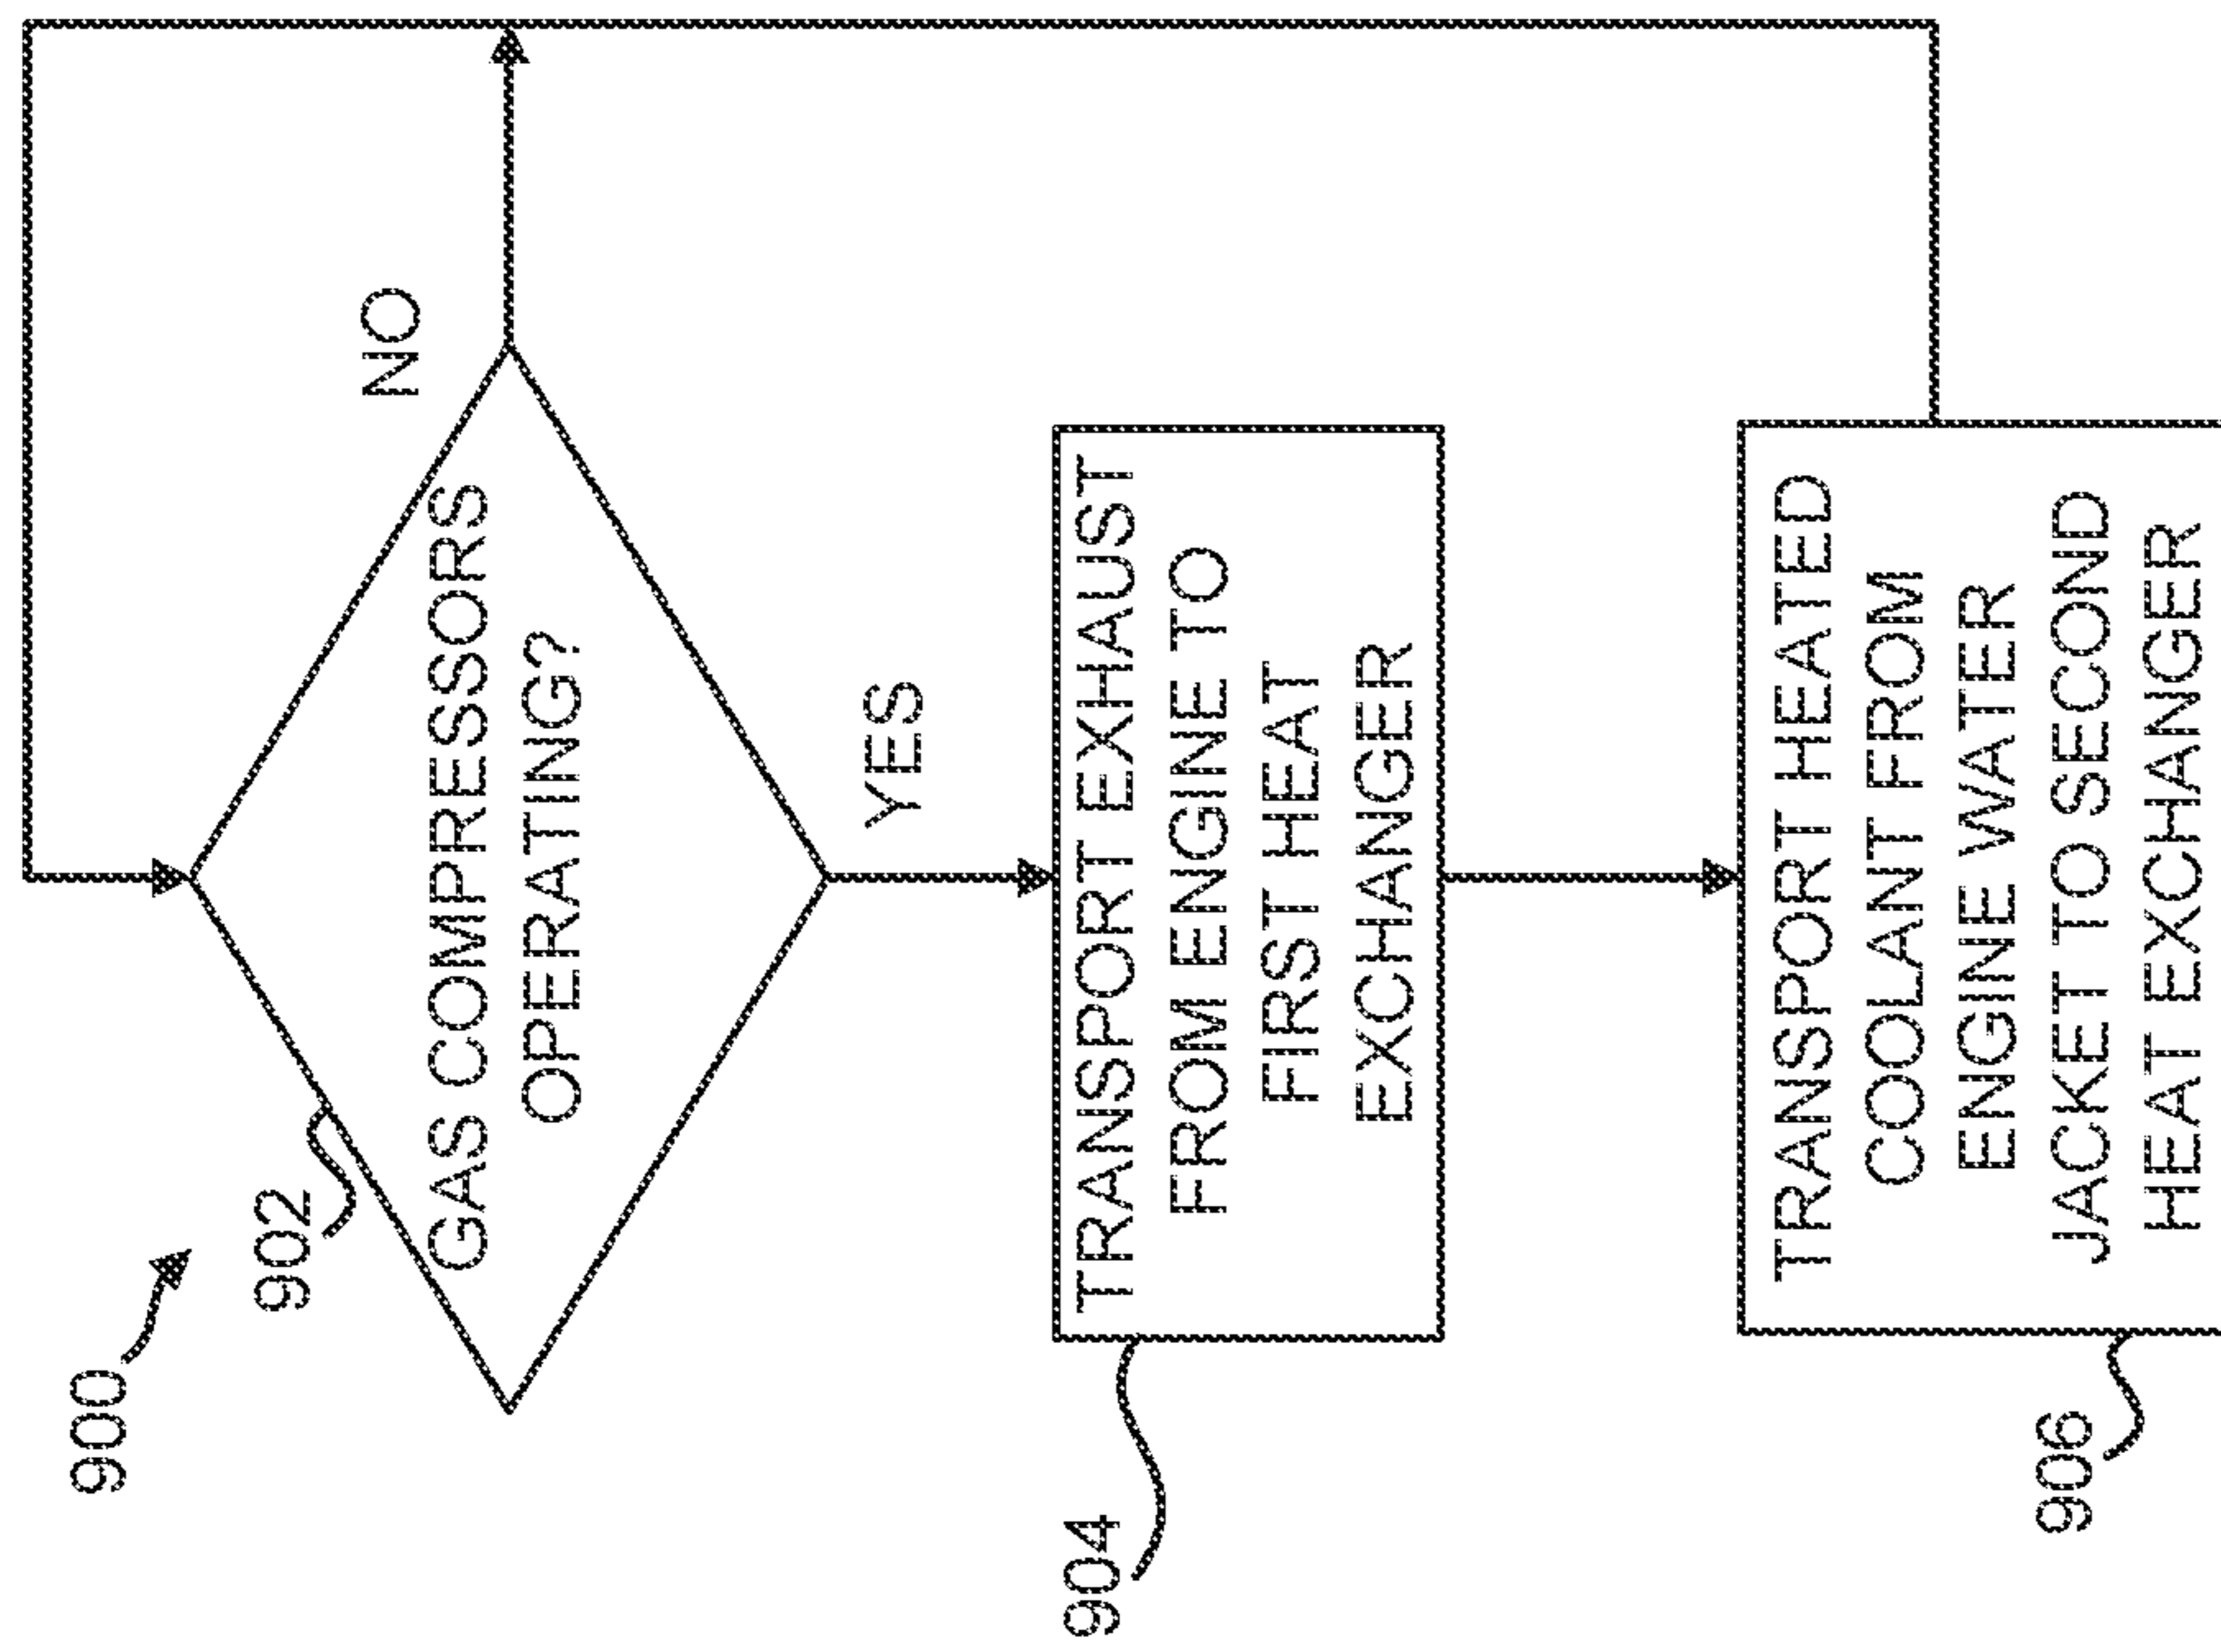 900
902
GAS COMPRESSORS
OPERATING?
NO
YES
904
TRANSPORT EXHAUST
FROM ENGINE TO
FIRST HEAT
EXCHANGER
906
TRANSPORT HEATED
COOLANT FROM
ENGINE WATER
JACKET TO SECOND
HEAT EXCHANGER